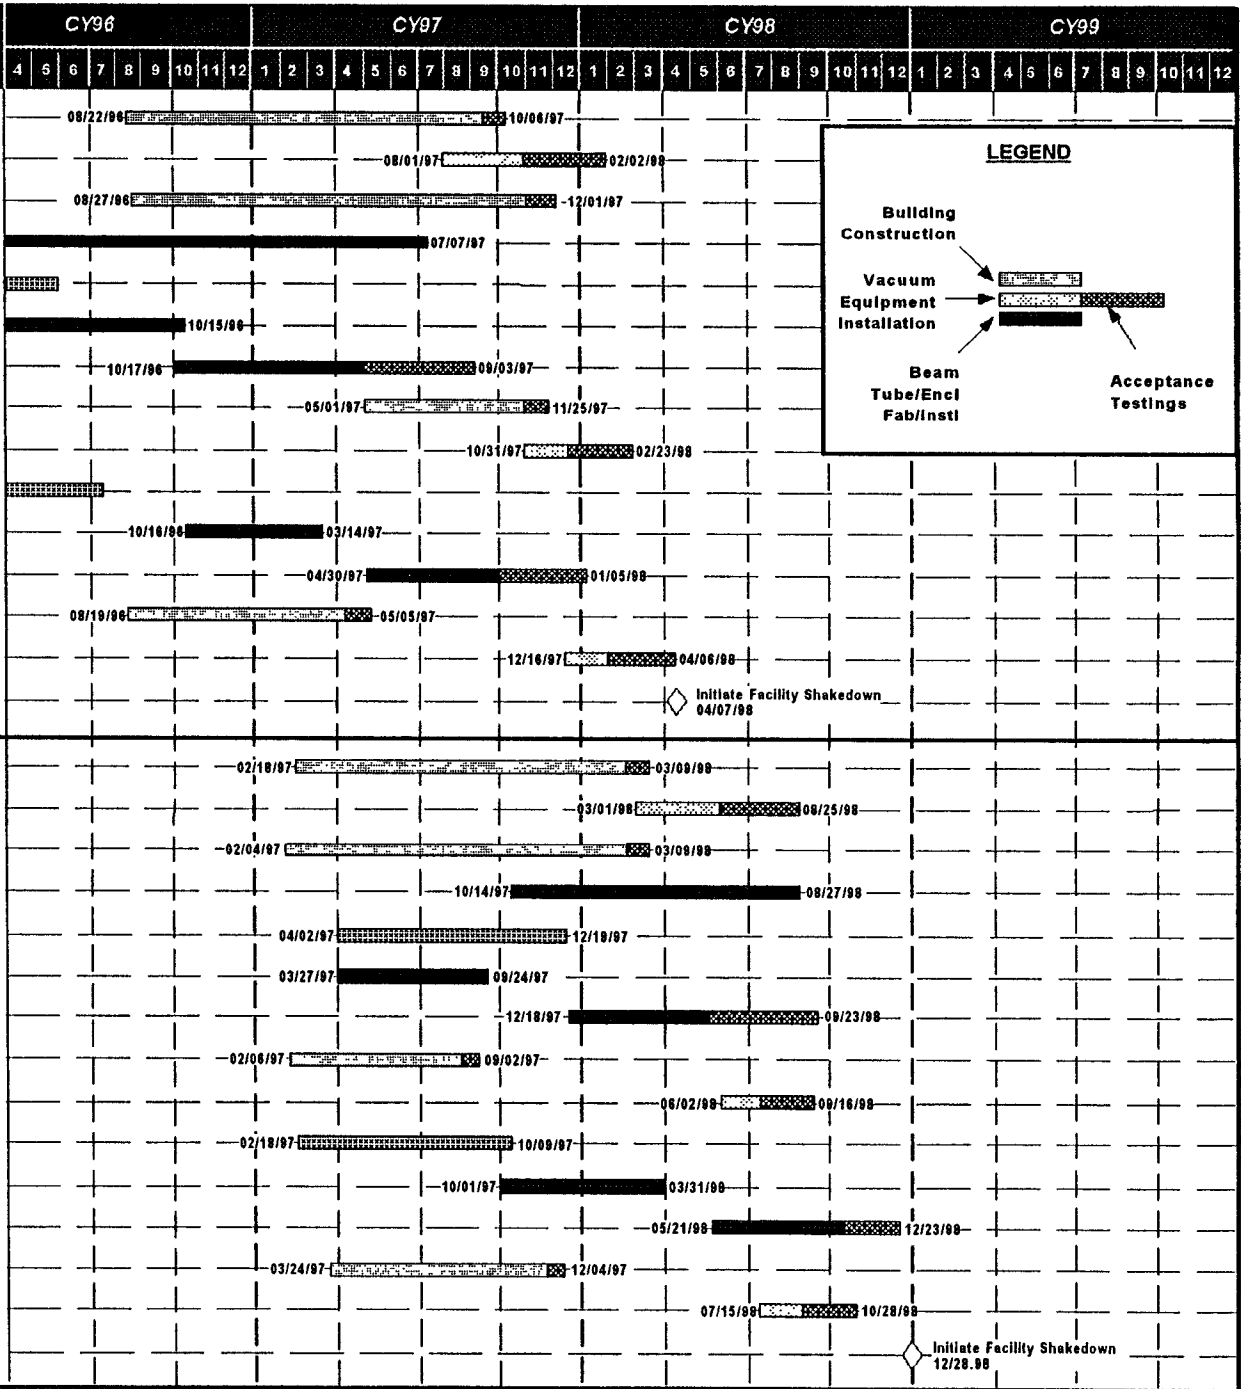 CY96 CY97 CY98 CY99
4 5 6 7 8 9 10 11 12 1 2 3 4 5 6 7 8 9 10 11 12 1 2 3 4 5 6 7 8 9 10 11 12 1 2 3 4 5 6 7 8 9 10 11 12
08/22/96 10/06/97
08/01/97 02/02/98
08/27/96 12/01/97
07/07/97
10/15/96
10/17/96 09/03/97
05/01/97 11/25/97
10/31/97 02/23/98
10/16/96 03/14/97
04/30/97 01/05/98
08/19/96 05/05/97
12/16/97 04/06/98
Initiate Facility Shakedown
04/07/98
LEGEND
Building
Construction
Vacuum
Equipment
Installation
Beam
Tube/Encl
Fab/Instl
Acceptance
Testings
02/18/97 03/09/98
03/01/98 08/25/98
02/04/97 03/09/98
10/14/97 08/27/98
04/02/97 12/19/97
03/27/97 09/24/97
12/18/97 09/23/98
02/06/97 09/02/97
06/02/98 09/16/98
02/18/97 10/09/97
10/01/97 03/31/98
05/21/98 12/23/98
03/24/97 12/04/97
07/15/98 10/28/98
Initiate Facility Shakedown
12/28.98